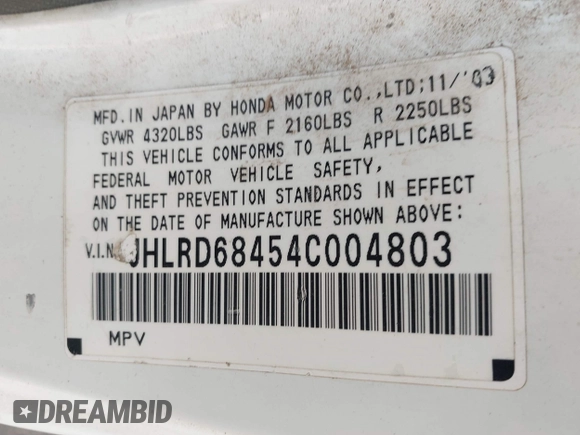 MFD. IN JAPAN BY HONDA MOTOR CO., LTD; 11/'03
GVWR 4320LBS GAWR F 2160LBS R 2250LBS
THIS VEHICLE CONFORMS TO ALL APPLICABLE
FEDERAL MOTOR VEHICLE SAFETY,
AND THEFT PREVENTION STANDARDS IN EFFECT
ON THE DATE OF MANUFACTURE SHOWN ABOVE:
V.I.N. JHLRD68454C004803
MPV
DREAMBID